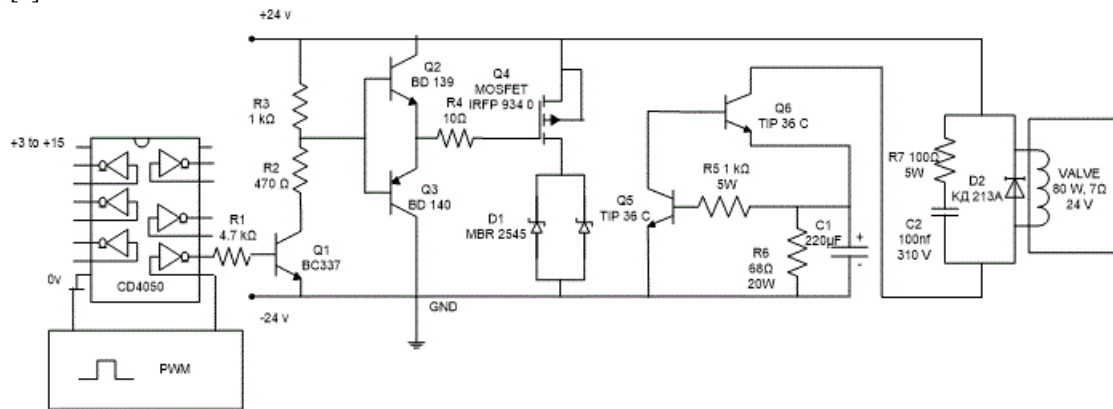 +24 v
Q2
BD 139
Q4
MOSFET
IRFP 934 0
R3
1 kΩ
R4
10Ω
Q6
TIP 36 C
+3 to +15
R2
470 Ω
R7 100Ω
5W
VALVE
80 W, 7Ω
24 V
R5 1 kΩ
5W
D2
КД 213A
Q3
BD 140
Q5
TIP 36 C
R1
4.7 kΩ
D1
MBR 2545
C1
220µF
+
-
C2
100nf
310 V
Q1
BC337
R6
68Ω
20W
0v
CD4050
GND
-24 v
PWM